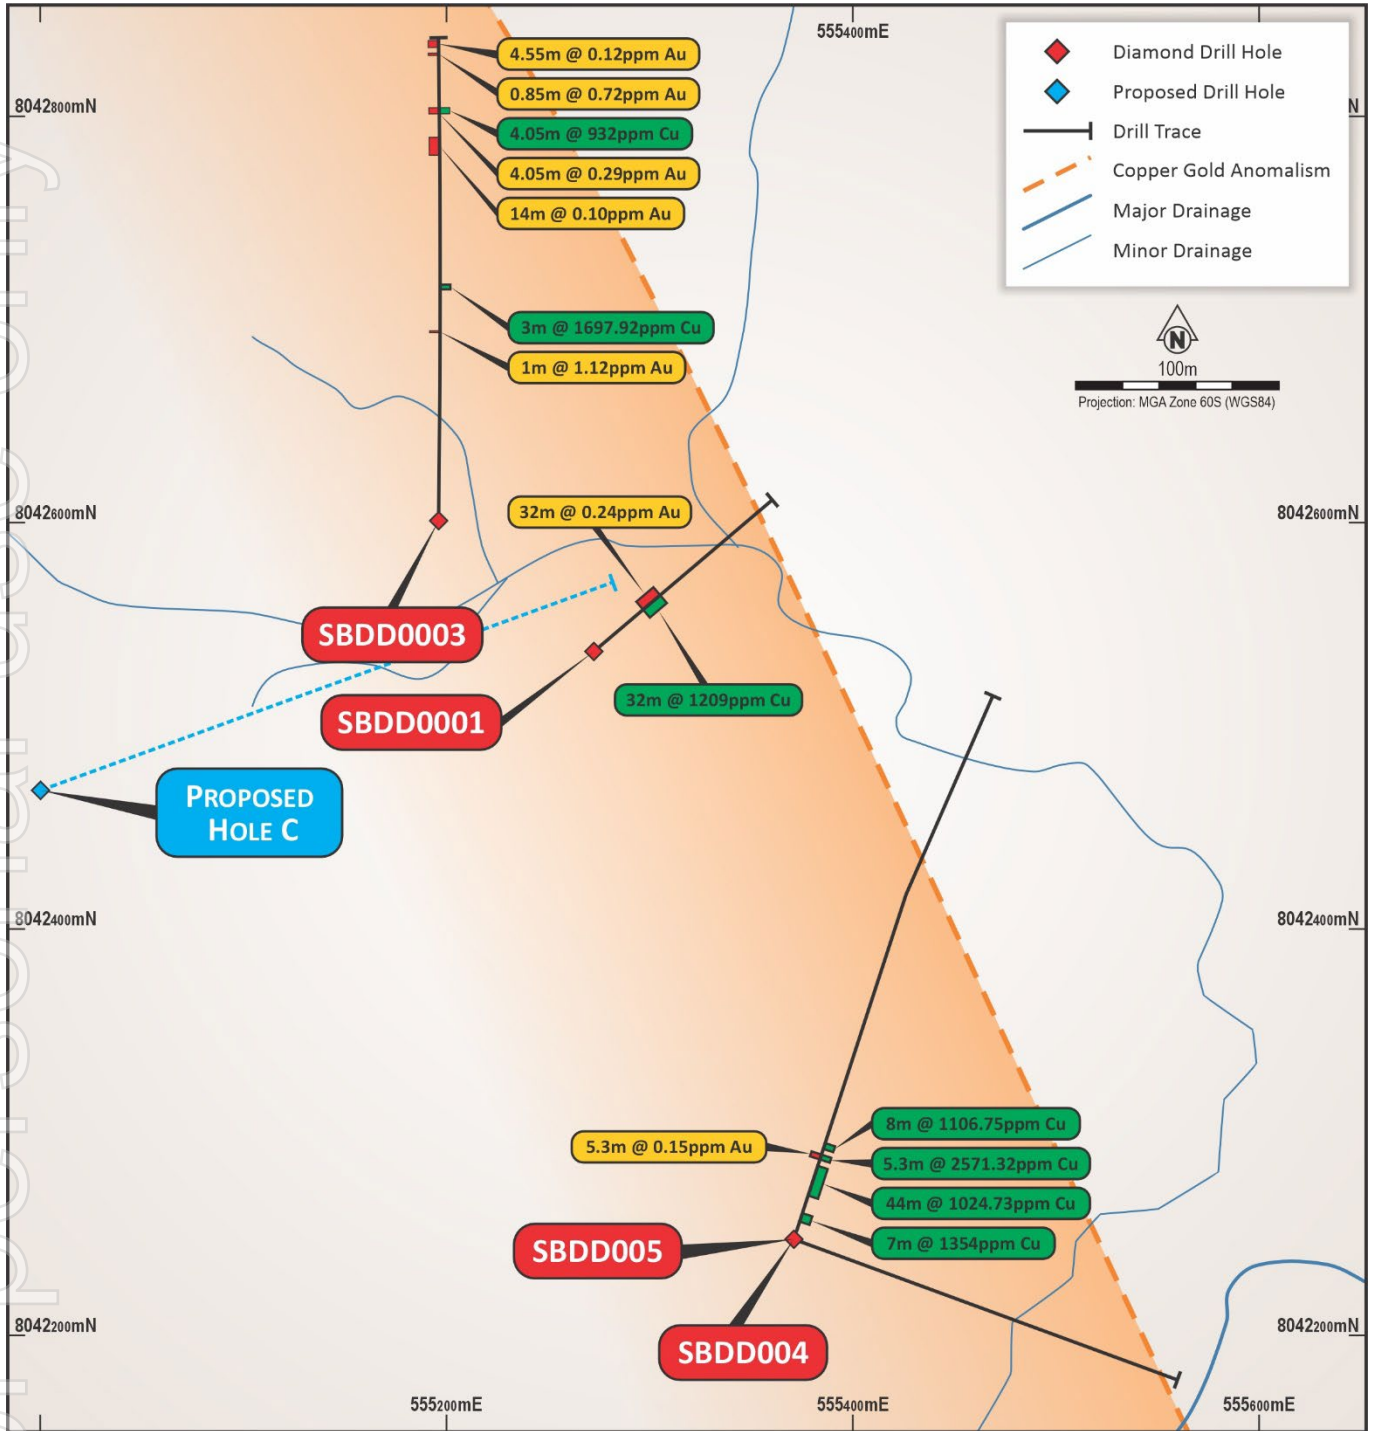 555400mE
Diamond Drill Hole
Proposed Drill Hole
Drill Trace
Copper Gold Anomalism
Major Drainage
Minor Drainage
N
N
100m
Projection: MGA Zone 60S (WGS84)
8042800mN
4.55m @ 0.12ppm Au
0.85m @ 0.72ppm Au
4.05m @ 932ppm Cu
4.05m @ 0.29ppm Au
14m @ 0.10ppm Au
3m @ 1697.92ppm Cu
1m @ 1.12ppm Au
8042600mN
32m @ 0.24ppm Au
8042600mN
SBDD0003
32m @ 1209ppm Cu
SBDD0001
PROPOSED
HOLE C
8042400mN
8042400mN
5.3m @ 0.15ppm Au
8m @ 1106.75ppm Cu
5.3m @ 2571.32ppm Cu
44m @ 1024.73ppm Cu
7m @ 1354ppm Cu
SBDD005
SBDD004
8042200mN
8042200mN
555200mE
555400mE
555600mE